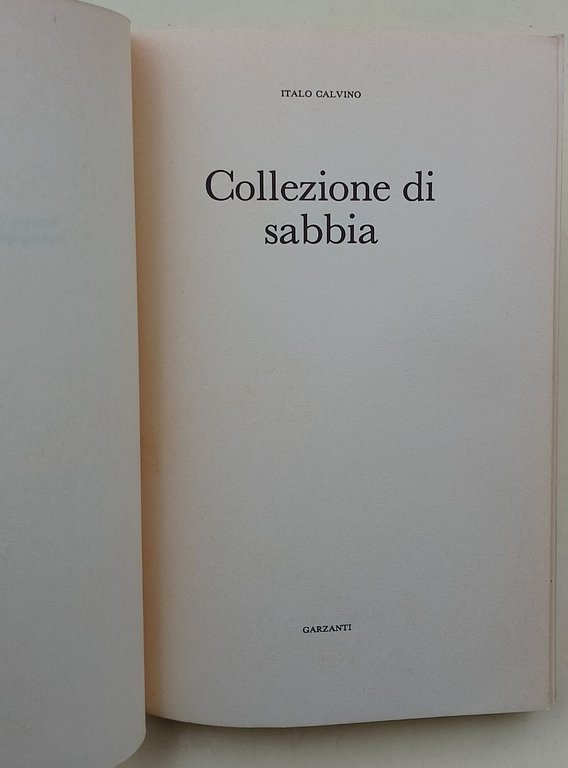 ITALO CALVINO
Collezione di
sabbia
GARZANTI